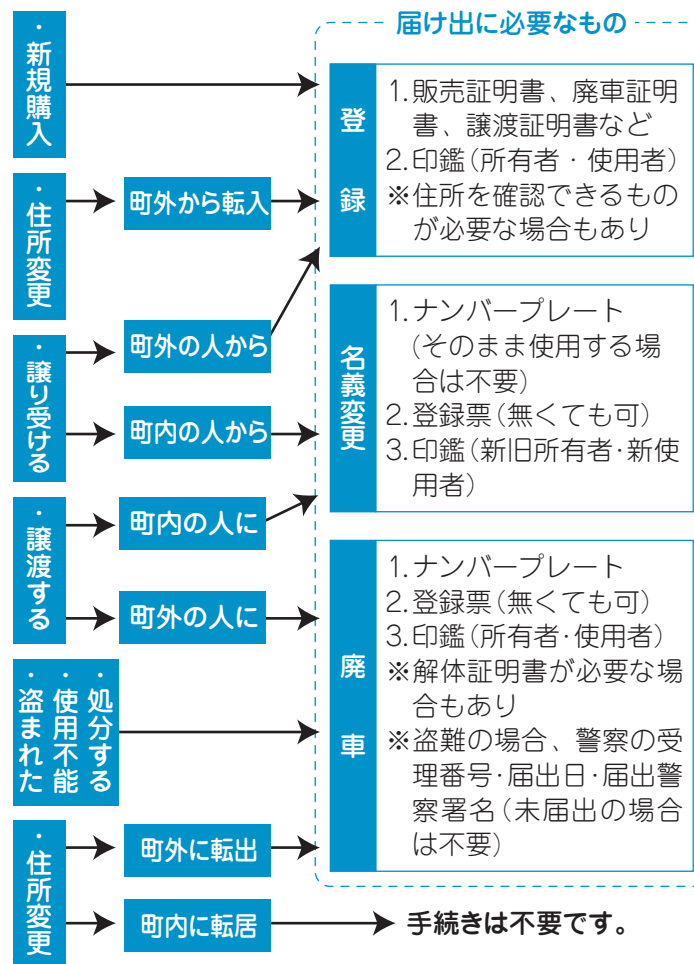 届け出に必要なもの
・新規購入
登録
1.販売証明書、廃車証明
書、譲渡証明書など
2.印鑑(所有者・使用者)
※住所を確認できるもの
が必要な場合もあり
・住所変更
町外から転入
・譲り受ける
町外の人から
町内の人から
名義変更
1.ナンバープレート
(そのまま使用する場
合は不要)
2.登録票(無くても可)
3.印鑑(新旧所有者・新使
用者)
・譲渡する
町内の人に
町外の人に
廃車
1.ナンバープレート
2.登録票(無くても可)
3.印鑑(所有者・使用者)
※解体証明書が必要な場
合もあり
※盗難の場合、警察の受
理番号・届出日・届出警
察署名(未届出の場合
は不要)
・処分する
・使用不能
・盗まれた
・住所変更
町外に転出
町内に転居
手続きは不要です。